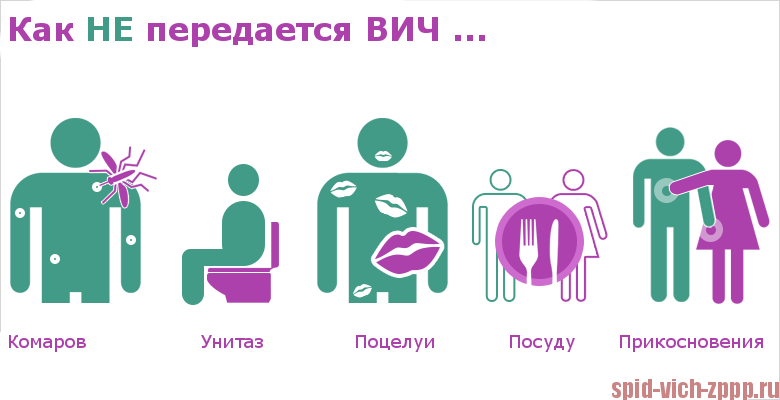 Как НЕ передается ВИЧ ...
Комаров Унитаз Поцелуи Посуду Прикосновения
spid-vich-zppp.ru